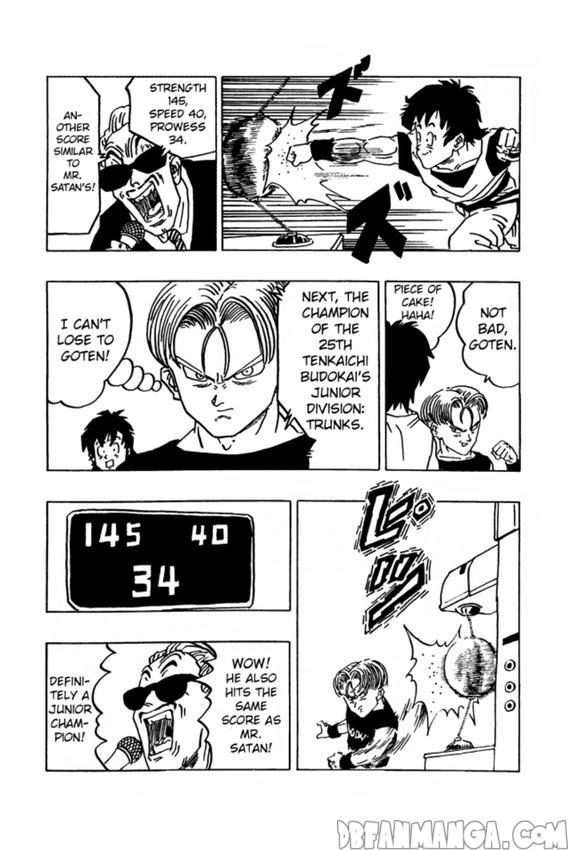 ズ
ズ
STRENGTH
145,
SPEED 40,
PROWESS
34.
AN-
OTHER
SCORE
SIMILAR
TO
MR.
SATAN'S!
NOT
BAD,
GOTEN.
PIECE OF
CAKE!
HAHA!
NEXT, THE
CHAMPION
OF THE
25TH
TENKAICHI
BUDOKAI'S
JUNIOR
DIVISION:
TRUNKS.
I CAN'T
LOSE TO
GOTEN!
145 40
34
WOW!
HE ALSO
HITS THE
SAME
SCORE AS
MR.
SATAN!
DEFINI-
TELY A
JUNIOR
CHAM-
PION!
DBFANMANGA.COM